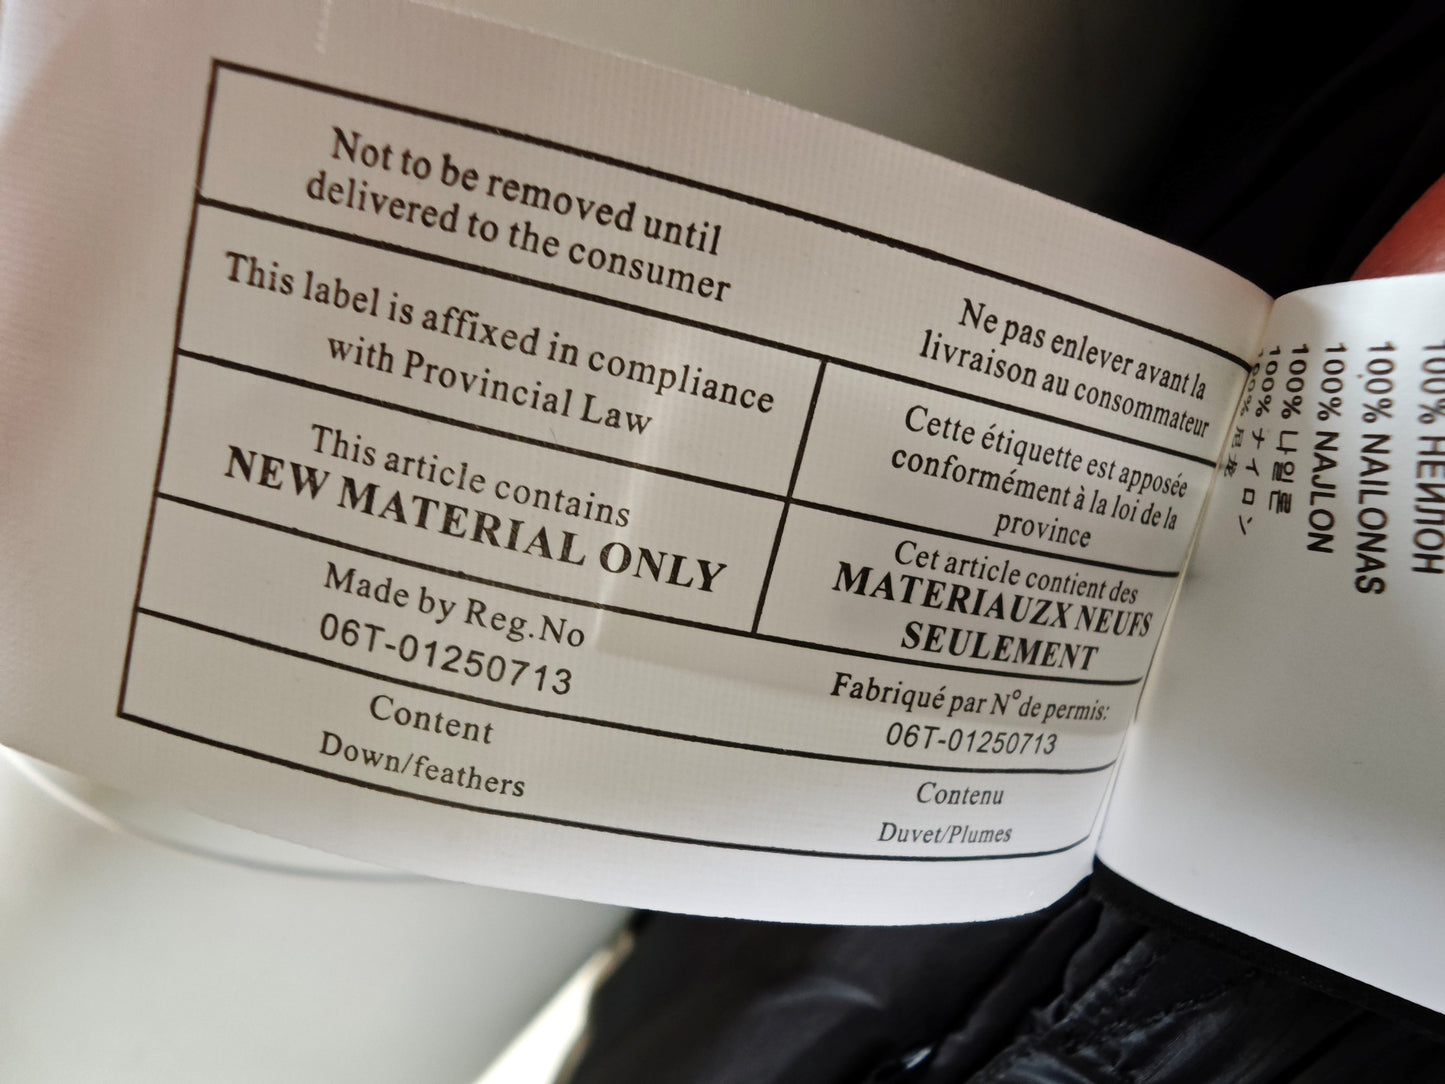 Not to be removed until
delivered to the consumer
Ne pas enlever avant la
livraison au consommateur
This label is affixed in compliance
with Provincial Law
Cette étiquette est apposée
conformément à la loi de la
province
This article contains
NEW MATERIAL ONLY
Cet article contient des
MATERIAUZX NEUFS
SEULEMENT
Made by Reg.No
06T-01250713
Fabriqué par N° de permis:
06T-01250713
Content
Down/feathers
Contenu
Duvet/Plumes
100% ナイロン
100% 나일론
100% NAJLON
100% NAILONAS
100% НЕЙЛОН